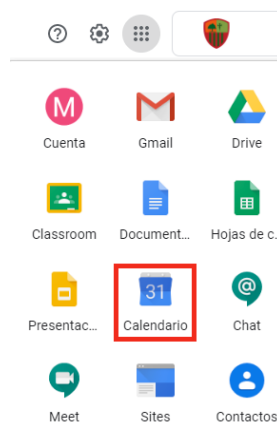 M
Cuenta Gmail Drive
Classroom Document... Hojas de c.
31
Presentac... Calendario Chat
Meet Sites Contactos